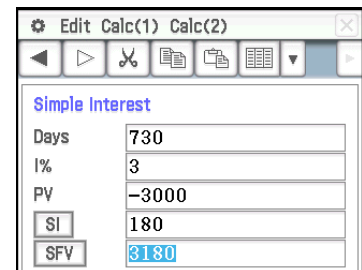 Edit Calc(1) Calc(2)
Simple Interest
Days 730
I% 3
PV −3000
SI 180
SFV 3180